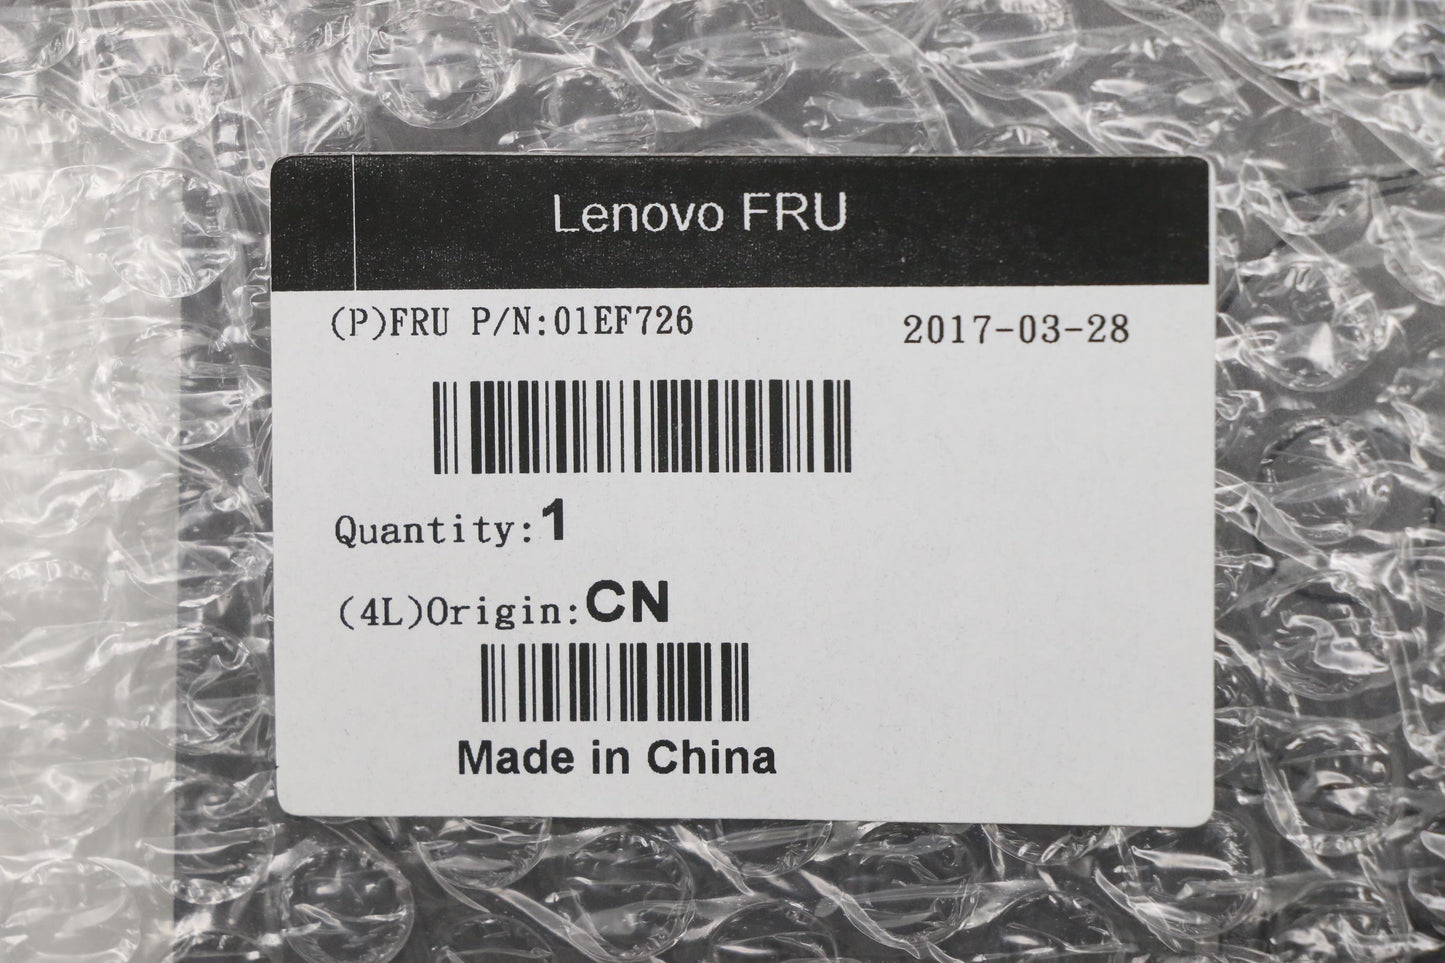 Lenovo FRU
(P)FRU P/N:01EF726 2017-03-28
Quantity:1
(4L)Origin:CN
Made in China